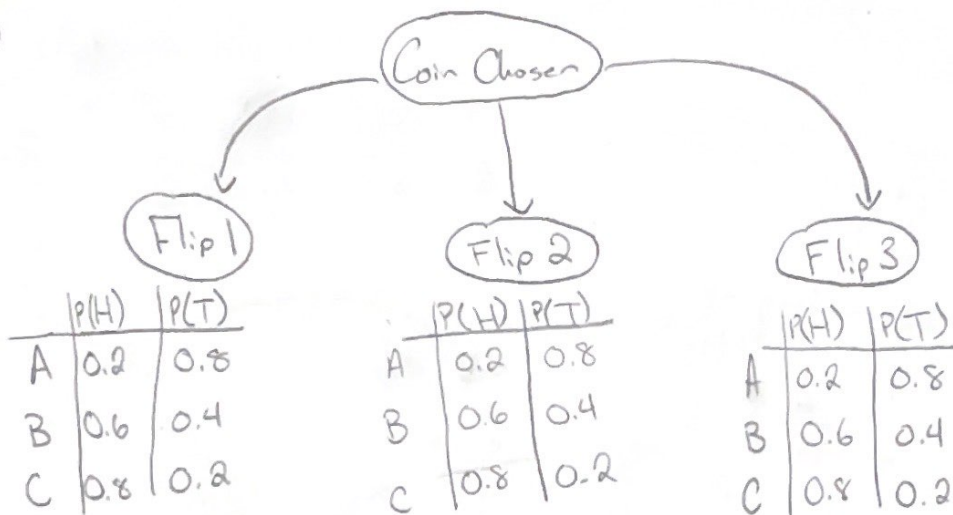 Coin Chosen
Flip 1
Flip 2
Flip 3
P(H) P(T)
A 0.2 0.8
B 0.6 0.4
C 0.8 0.2
P(H) P(T)
A 0.2 0.8
B 0.6 0.4
C 0.8 0.2
P(H) P(T)
A 0.2 0.8
B 0.6 0.4
C 0.8 0.2